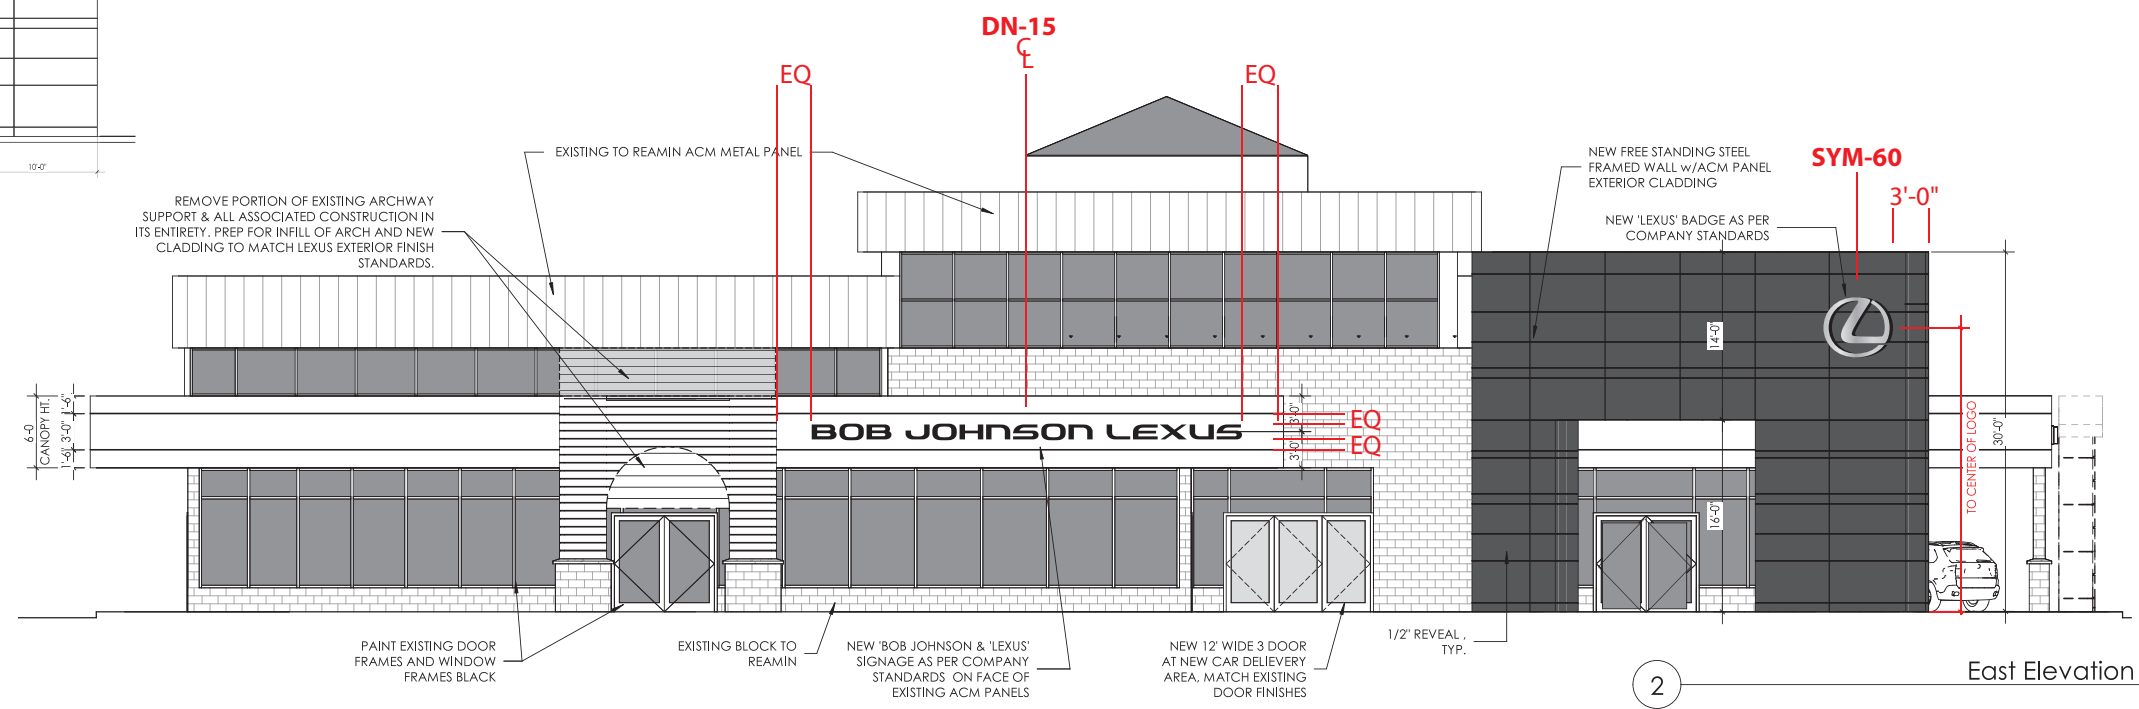 DN-15
CL
EQ
EQ
10'-0"
EXISTING TO REAMIN ACM METAL PANEL
NEW FREE STANDING STEEL
FRAMED WALL w/ACM PANEL
EXTERIOR CLADDING
SYM-60
3'-0"
REMOVE PORTION OF EXISTING ARCHWAY
SUPPORT & ALL ASSOCIATED CONSTRUCTION IN
ITS ENTIRETY. PREP FOR INFILL OF ARCH AND NEW
CLADDING TO MATCH LEXUS EXTERIOR FINISH
STANDARDS.
NEW 'LEXUS' BADGE AS PER
COMPANY STANDARDS
14'-0"
6'-0
CANOPY HT.
1'-6"
3'-0"
1'-6"
BOB JOHNSON LEXUS
3'-0"
3'-0"
EQ
EQ
TO CENTER OF LOGO
30'-0"
16'-0"
PAINT EXISTING DOOR
FRAMES AND WINDOW
FRAMES BLACK
EXISTING BLOCK TO
REAMIN
NEW 'BOB JOHNSON & 'LEXUS'
SIGNAGE AS PER COMPANY
STANDARDS ON FACE OF
EXISTING ACM PANELS
NEW 12' WIDE 3 DOOR
AT NEW CAR DELIEVERY
AREA, MATCH EXISTING
DOOR FINISHES
1/2" REVEAL ,
TYP.
2
East Elevation